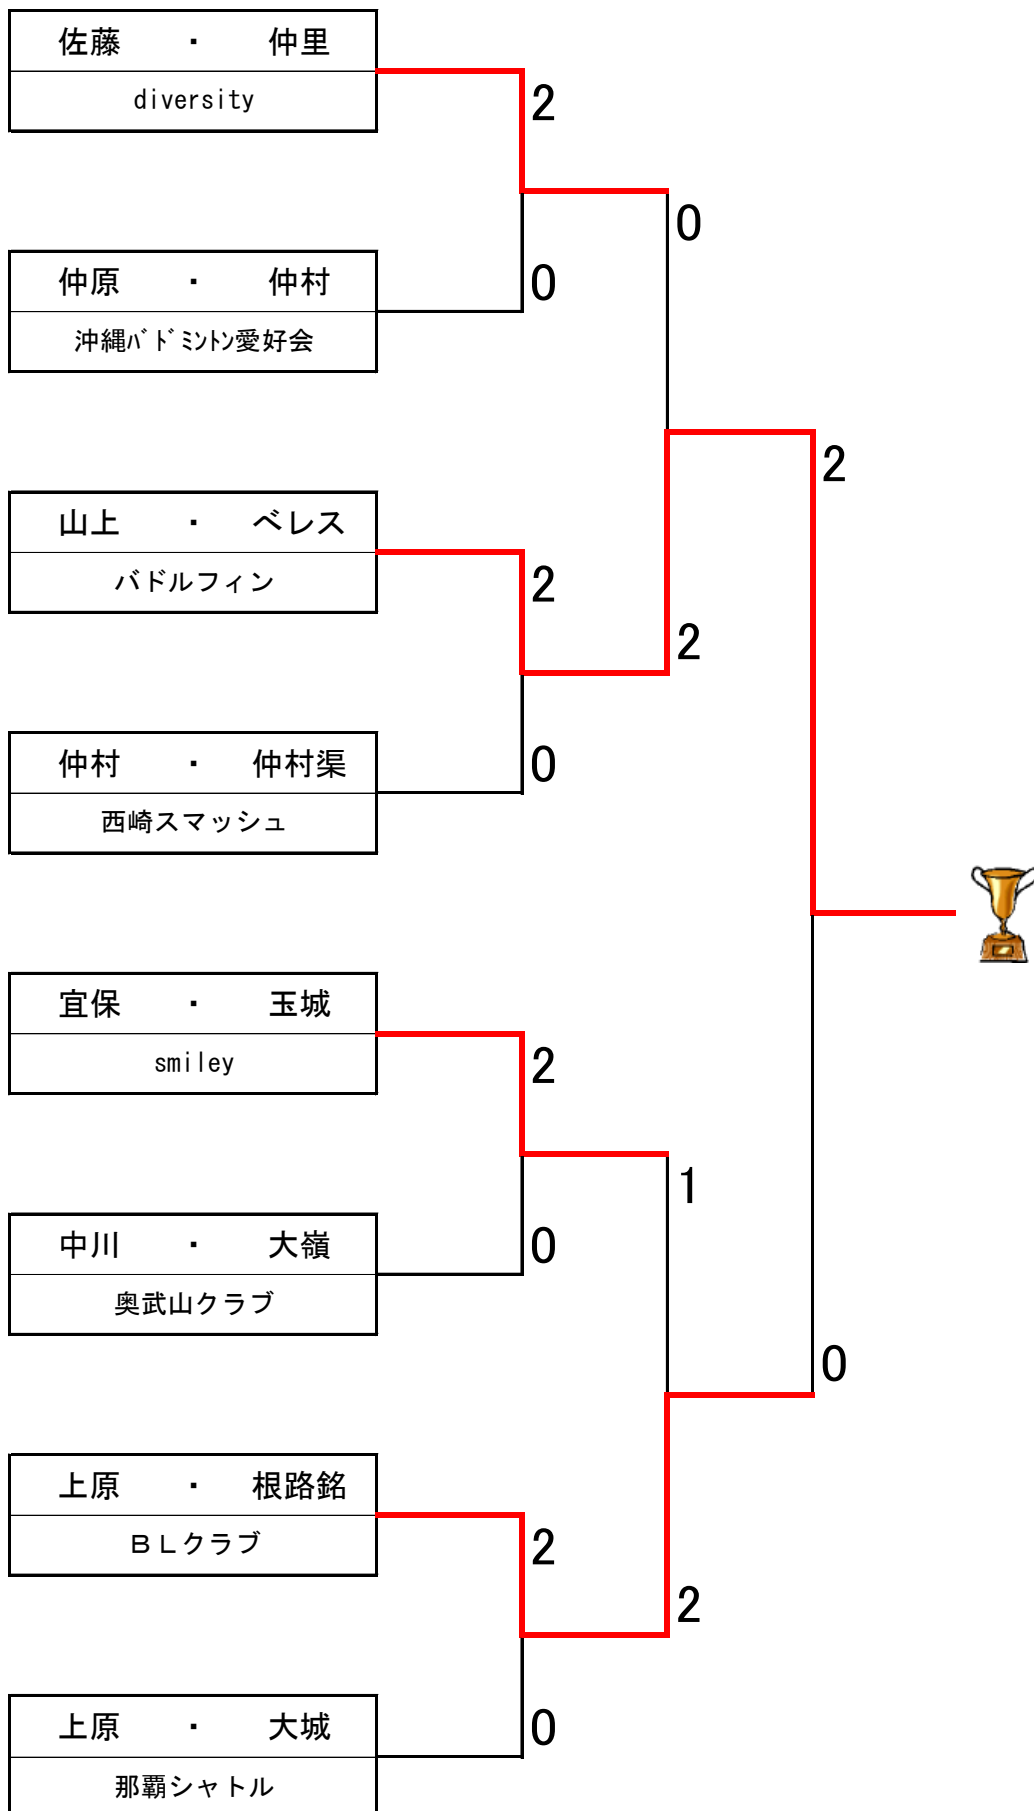 佐藤 ・ 仲里
diversity
2
0
仲原 ・ 仲村
沖縄ﾊﾞﾄﾞﾐﾝﾄﾝ愛好会
0
2
山上 ・ ベレス
バドルフィン
2
2
仲村 ・ 仲村渠
西崎スマッシュ
0
宜保 ・ 玉城
smiley
2
1
中川 ・ 大嶺
奥武山クラブ
0
0
上原 ・ 根路銘
ＢＬクラブ
2
2
上原 ・ 大城
那覇シャトル
0